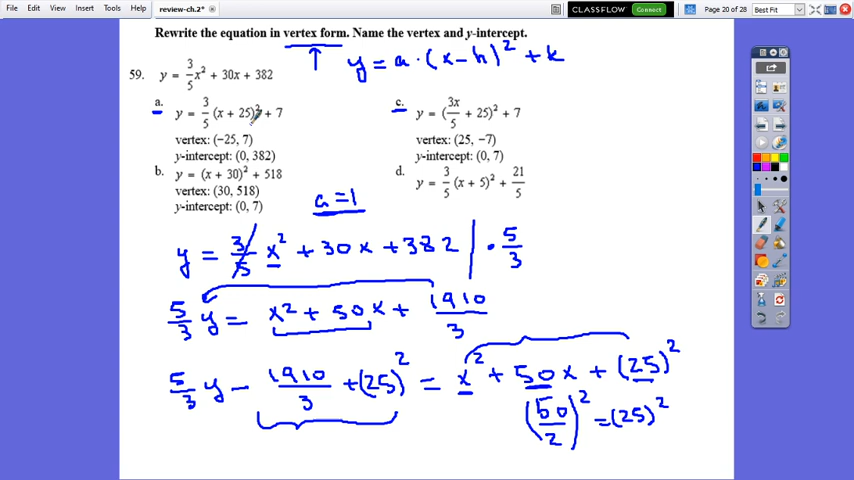 File Edit View Insert Tools Help
review-ch.2*
CLASSFLOW Connect
Page 20 of 28
Best Fit
Rewrite the equation in vertex form. Name the vertex and y-intercept.
↑ y = a · (x − h)² + k
59. y = 3/5 x² + 30x + 382
a. y = 3/5 (x + 25)² + 7
vertex: (−25, 7)
y-intercept: (0, 382)
b. y = (x + 30)² + 518
vertex: (30, 518)
y-intercept: (0, 7)
c. y = (3x/5 + 25)² + 7
vertex: (25, −7)
y-intercept: (0, 7)
d. y = 3/5 (x + 5)² + 21/5
a = 1
y = 3/5 x² + 30x + 382 | · 5/3
5/3 y = x² + 50x + 1910/3
5/3 y − 1910/3 + (25)² = x² + 50x + (25)²
(50/2)² = (25)²